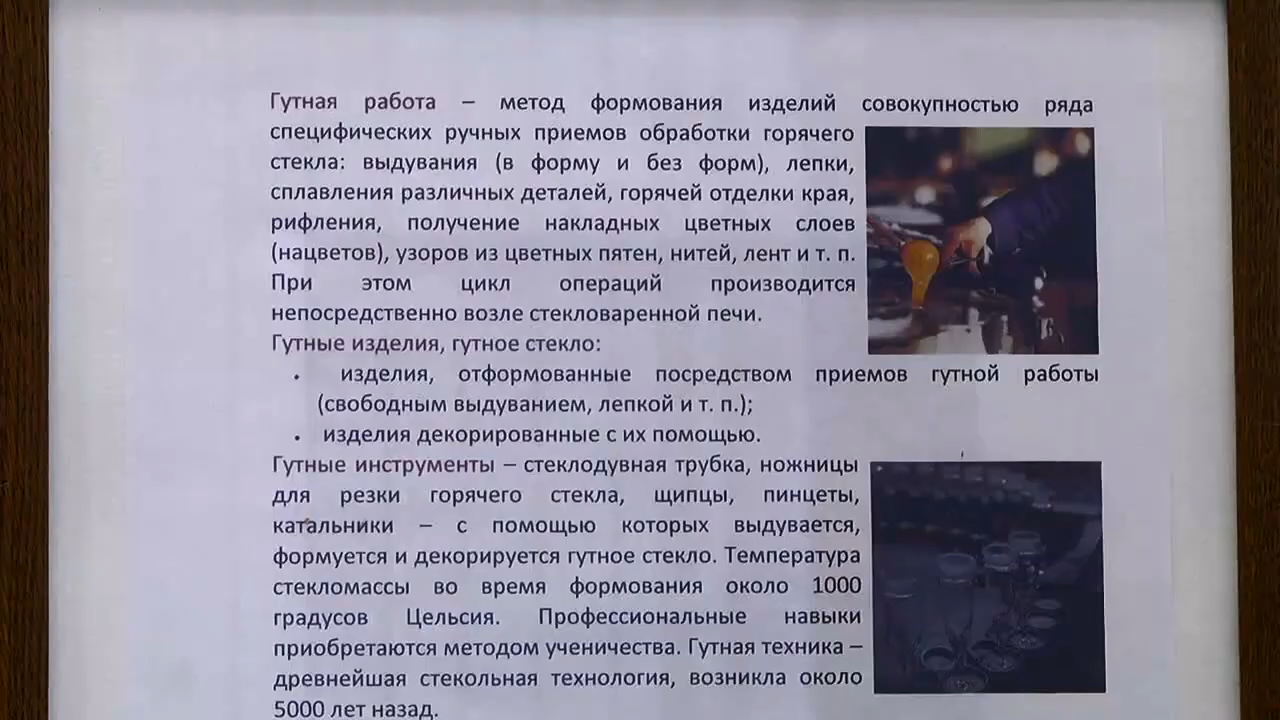 Гутная работа – метод формования изделий совокупностью ряда
специфических ручных приемов обработки горячего
стекла: выдувания (в форму и без форм), лепки,
сплавления различных деталей, горячей отделки края,
рифления, получение накладных цветных слоев
(нацветов), узоров из цветных пятен, нитей, лент и т. п.
При этом цикл операций производится
непосредственно возле стекловаренной печи.
Гутные изделия, гутное стекло:
• изделия, отформованные посредством приемов гутной работы
(свободным выдуванием, лепкой и т. п.);
• изделия декорированные с их помощью.
Гутные инструменты – стеклодувная трубка, ножницы
для резки горячего стекла, щипцы, пинцеты,
катальники – с помощью которых выдувается,
формуется и декорируется гутное стекло. Температура
стекломассы во время формования около 1000
градусов Цельсия. Профессиональные навыки
приобретаются методом ученичества. Гутная техника –
древнейшая стекольная технология, возникла около
5000 лет назад.